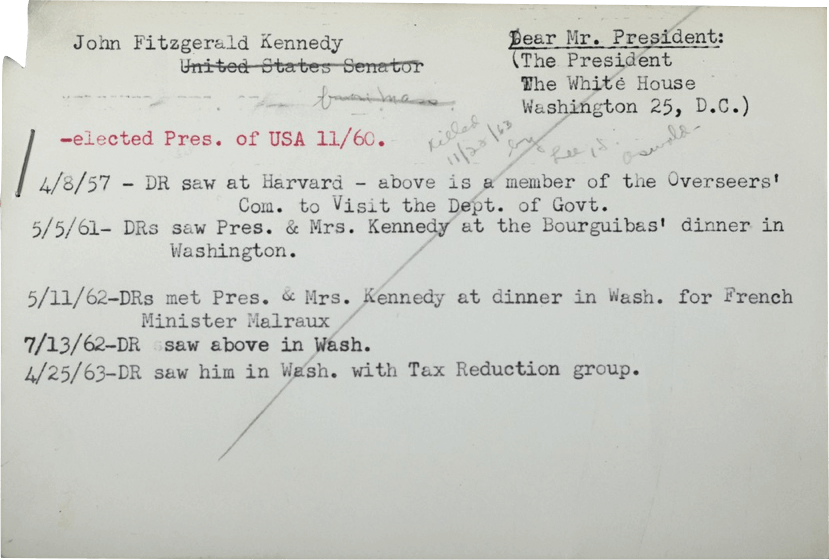 John Fitzgerald Kennedy
United States Senator
Dear Mr. President:
(The President
The White House
Washington 25, D.C.)
-elected Pres. of USA 11/60.
Killed
11/22/63
by Lee H. Oswald-
4/8/57 - DR saw at Harvard - above is a member of the Overseers'
Com. to Visit the Dept. of Govt.
5/5/61- DRs saw Pres. & Mrs. Kennedy at the Bourguibas' dinner in
Washington.
5/11/62-DRs met Pres. & Mrs. Kennedy at dinner in Wash. for French
Minister Malraux
7/13/62-DR saw above in Wash.
4/25/63-DR saw him in Wash. with Tax Reduction group.